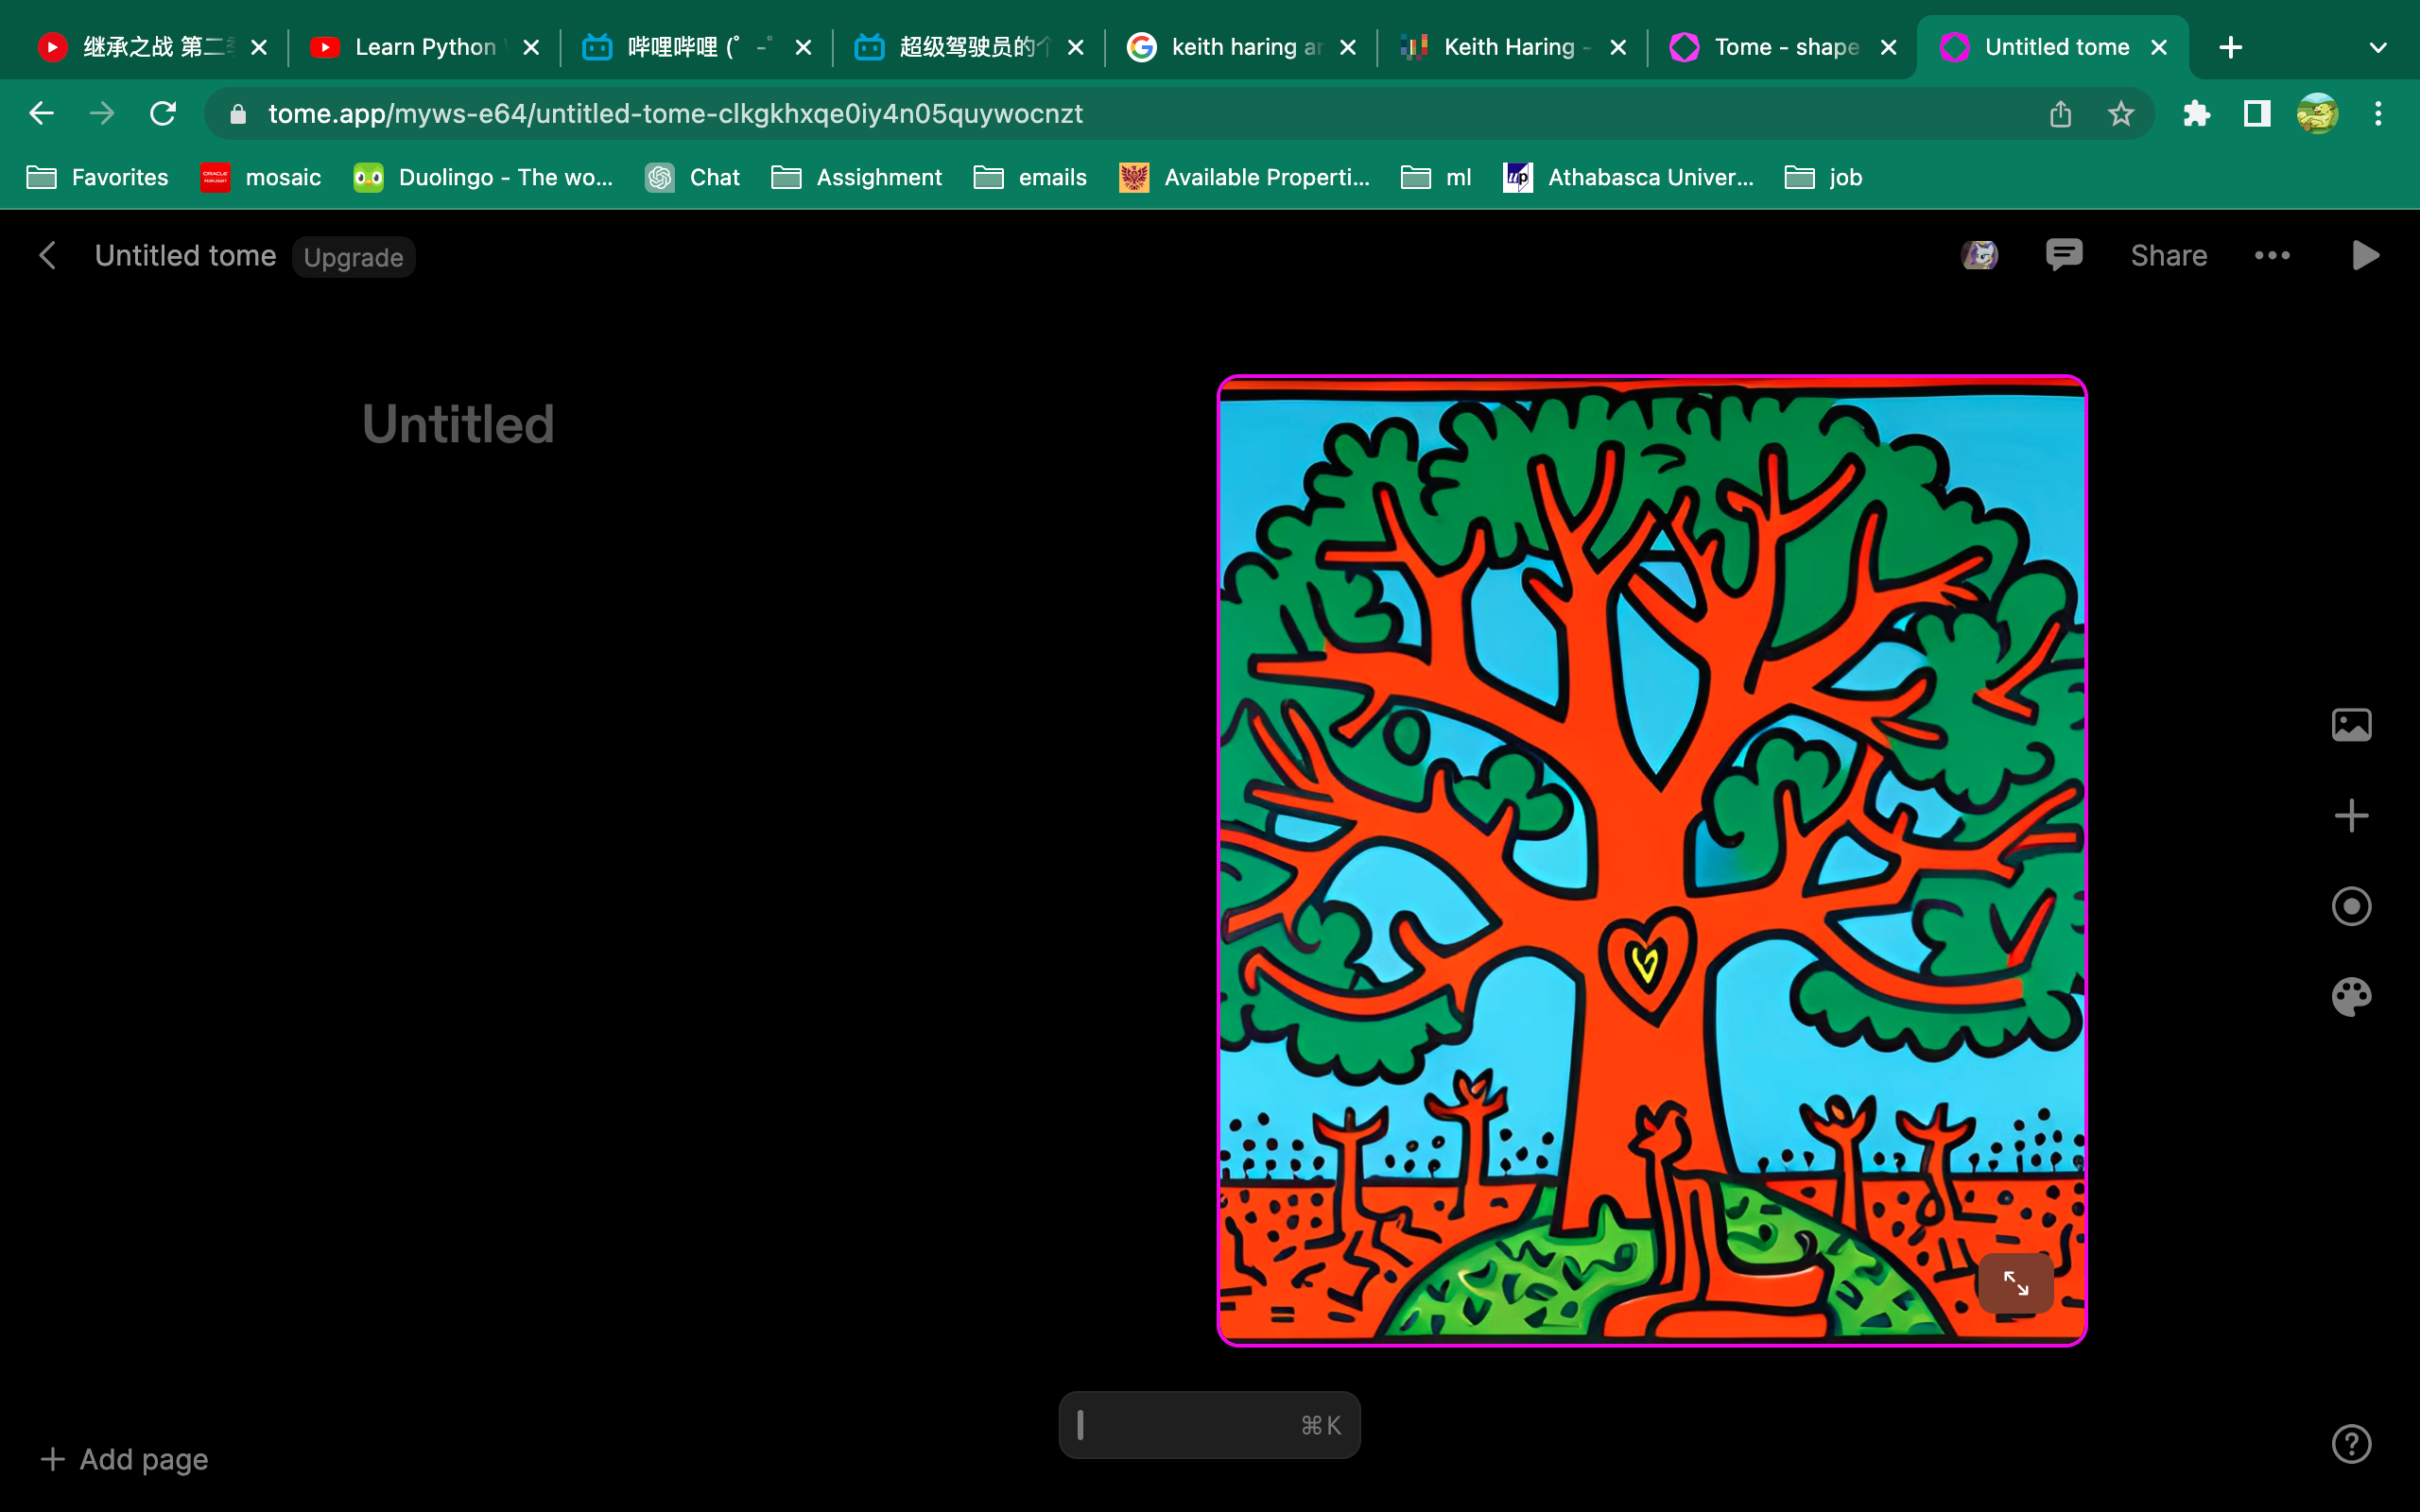 继承之战 第二
Learn Python
哔哩哔哩 (゜-゜
超级驾驶员的个
keith haring ar
Keith Haring -
Tome - shape
Untitled tome
tome.app/myws-e64/untitled-tome-clkgkhxqe0iy4n05quywocnzt
Favorites
mosaic
Duolingo - The wo...
Chat
Assighment
emails
Available Properti...
ml
Athabasca Univer...
job
Untitled tome
Upgrade
Share
Untitled
⌘K
+ Add page